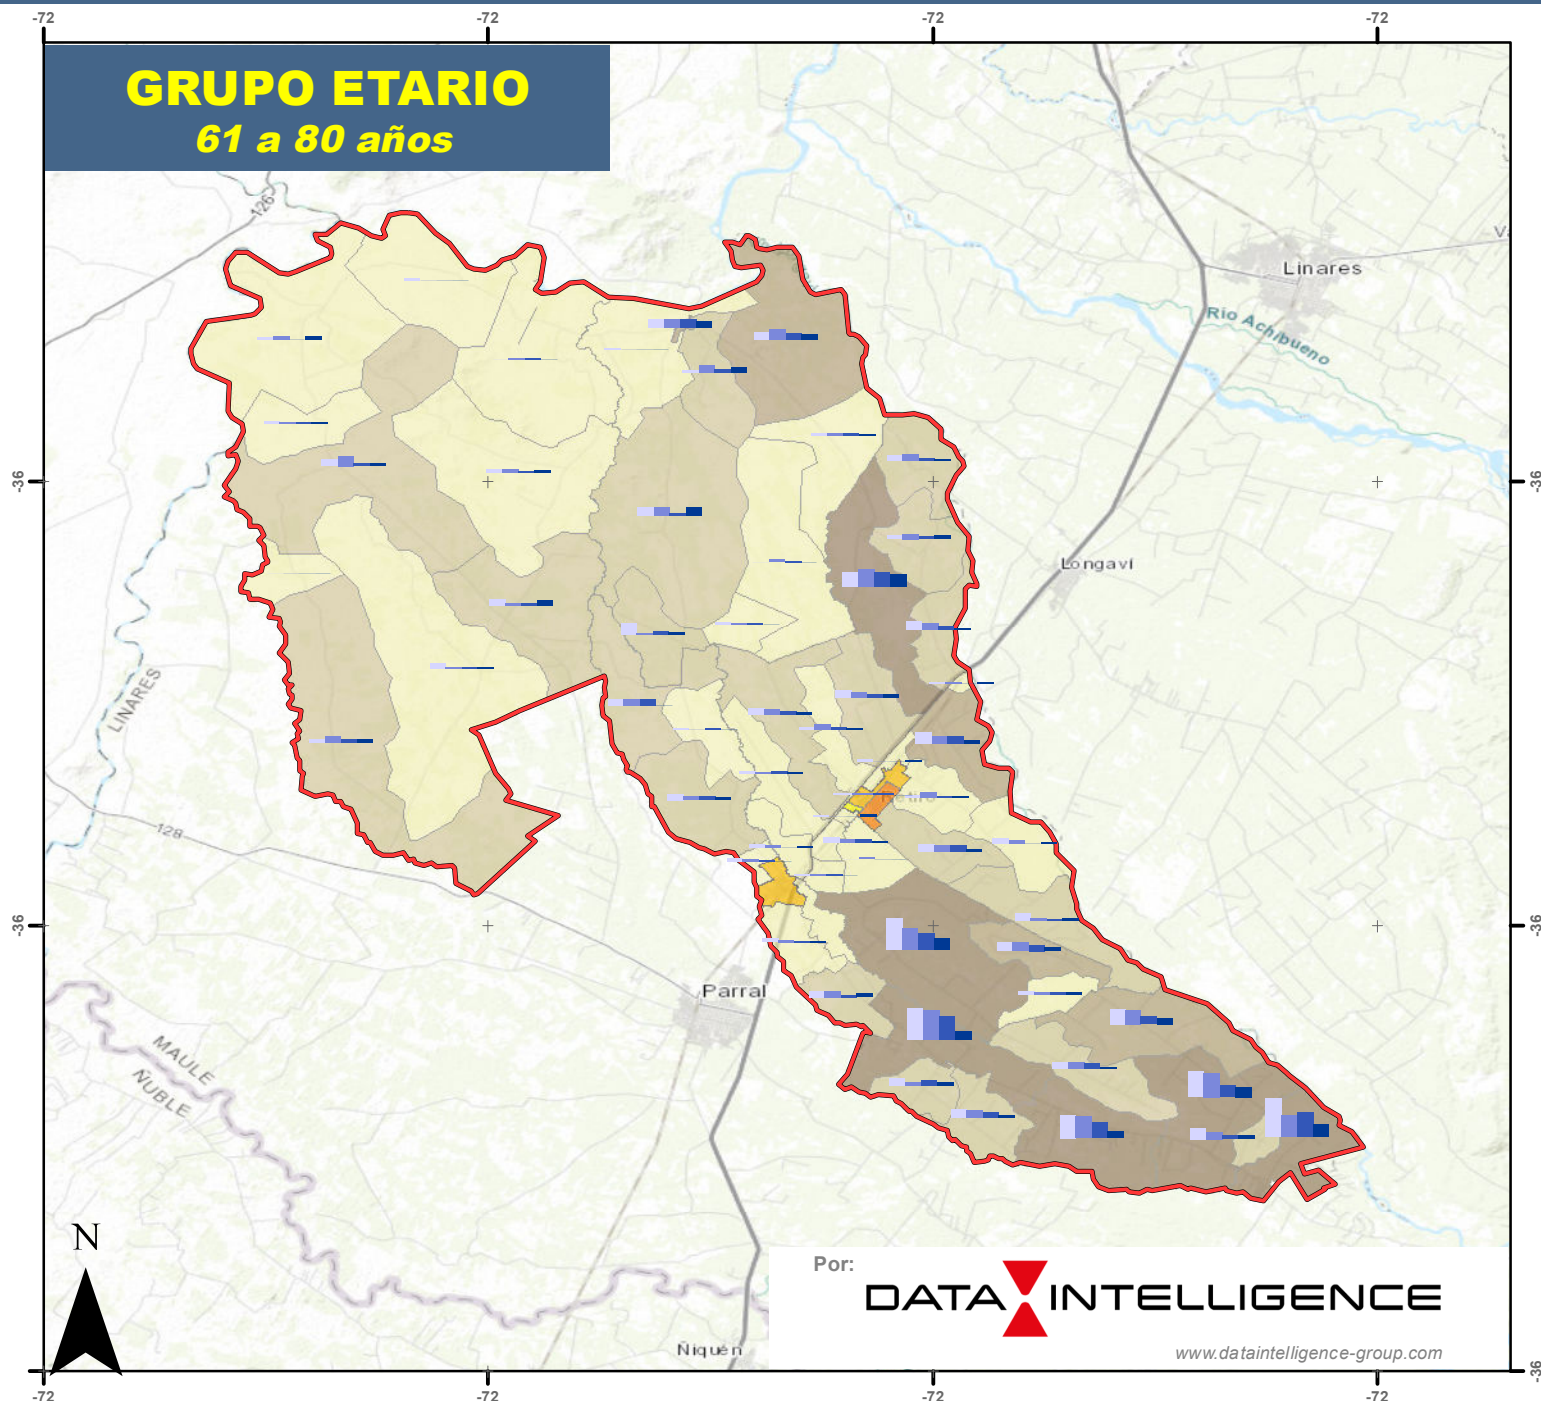 -72
-72
-72
-72
GRUPO ETARIO
61 a 80 años
126
Linares
Río Achibueno
-36
-36
Longaví
LINARES
Retiro
128
-36
-36
Parral
MAULE
ÑUBLE
N
Por:
DATA INTELLIGENCE
www.dataintelligence-group.com
Ñiquén
-36
-72
-72
-72
-72